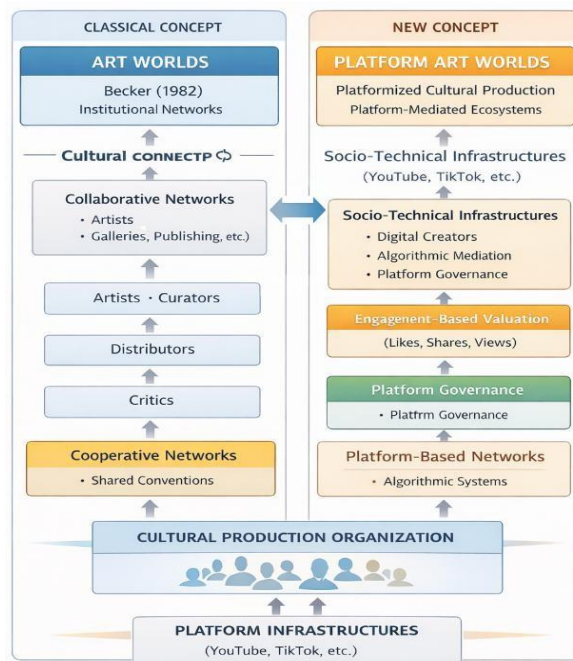 CLASSICAL CONCEPT
ART WORLDS
Becker (1982)
Institutional Networks
Cultural CONNECTP
Collaborative Networks
• Artists
• Galleries, Publishing, etc.)
Artists · Curators
Distributors
Critics
Cooperative Networks
• Shared Conventions
NEW CONCEPT
PLATFORM ART WORLDS
Platformized Cultural Production
Platform-Mediated Ecosystems
Socio-Technical Infrastructures
(YouTube, TikTok, etc.)
Socio-Technical Infrastructures
• Digital Creators
• Algorithmic Mediation
• Platform Governance
Engagenent-Based Valuation
(Likes, Shares, Views)
Platform Governance
• Platfrm Governance
Platform-Based Networks
• Algorithmic Systems
CULTURAL PRODUCTION ORGANIZATION
PLATFORM INFRASTRUCTURES
(YouTube, TikTok, etc.)